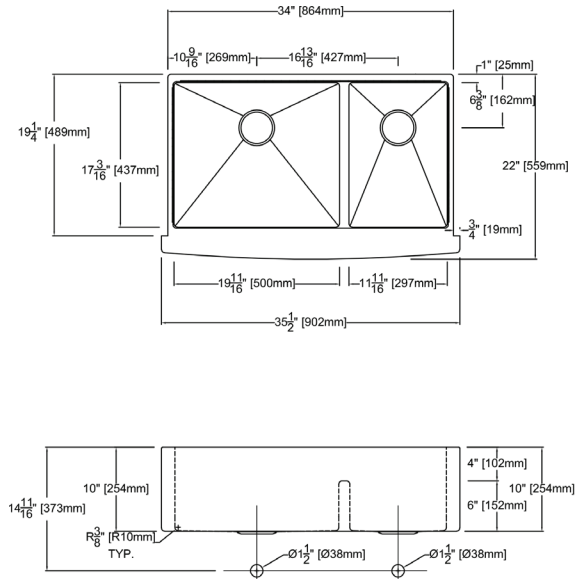 34" [864mm]
10 9/16 [269mm]
16 13/16 [427mm]
1" [25mm]
6 3/8 [162mm]
19 1/4" [489mm]
17 3/16" [437mm]
22" [559mm]
3/4" [19mm]
19 11/16" [500mm]
11 11/16" [297mm]
35 1/2" [902mm]
4" [102mm]
10" [254mm]
10" [254mm]
14 11/16" [373mm]
6" [152mm]
R3/8" [R10mm]
TYP.
Ø1 1/2" [Ø38mm]
Ø1 1/2" [Ø38mm]